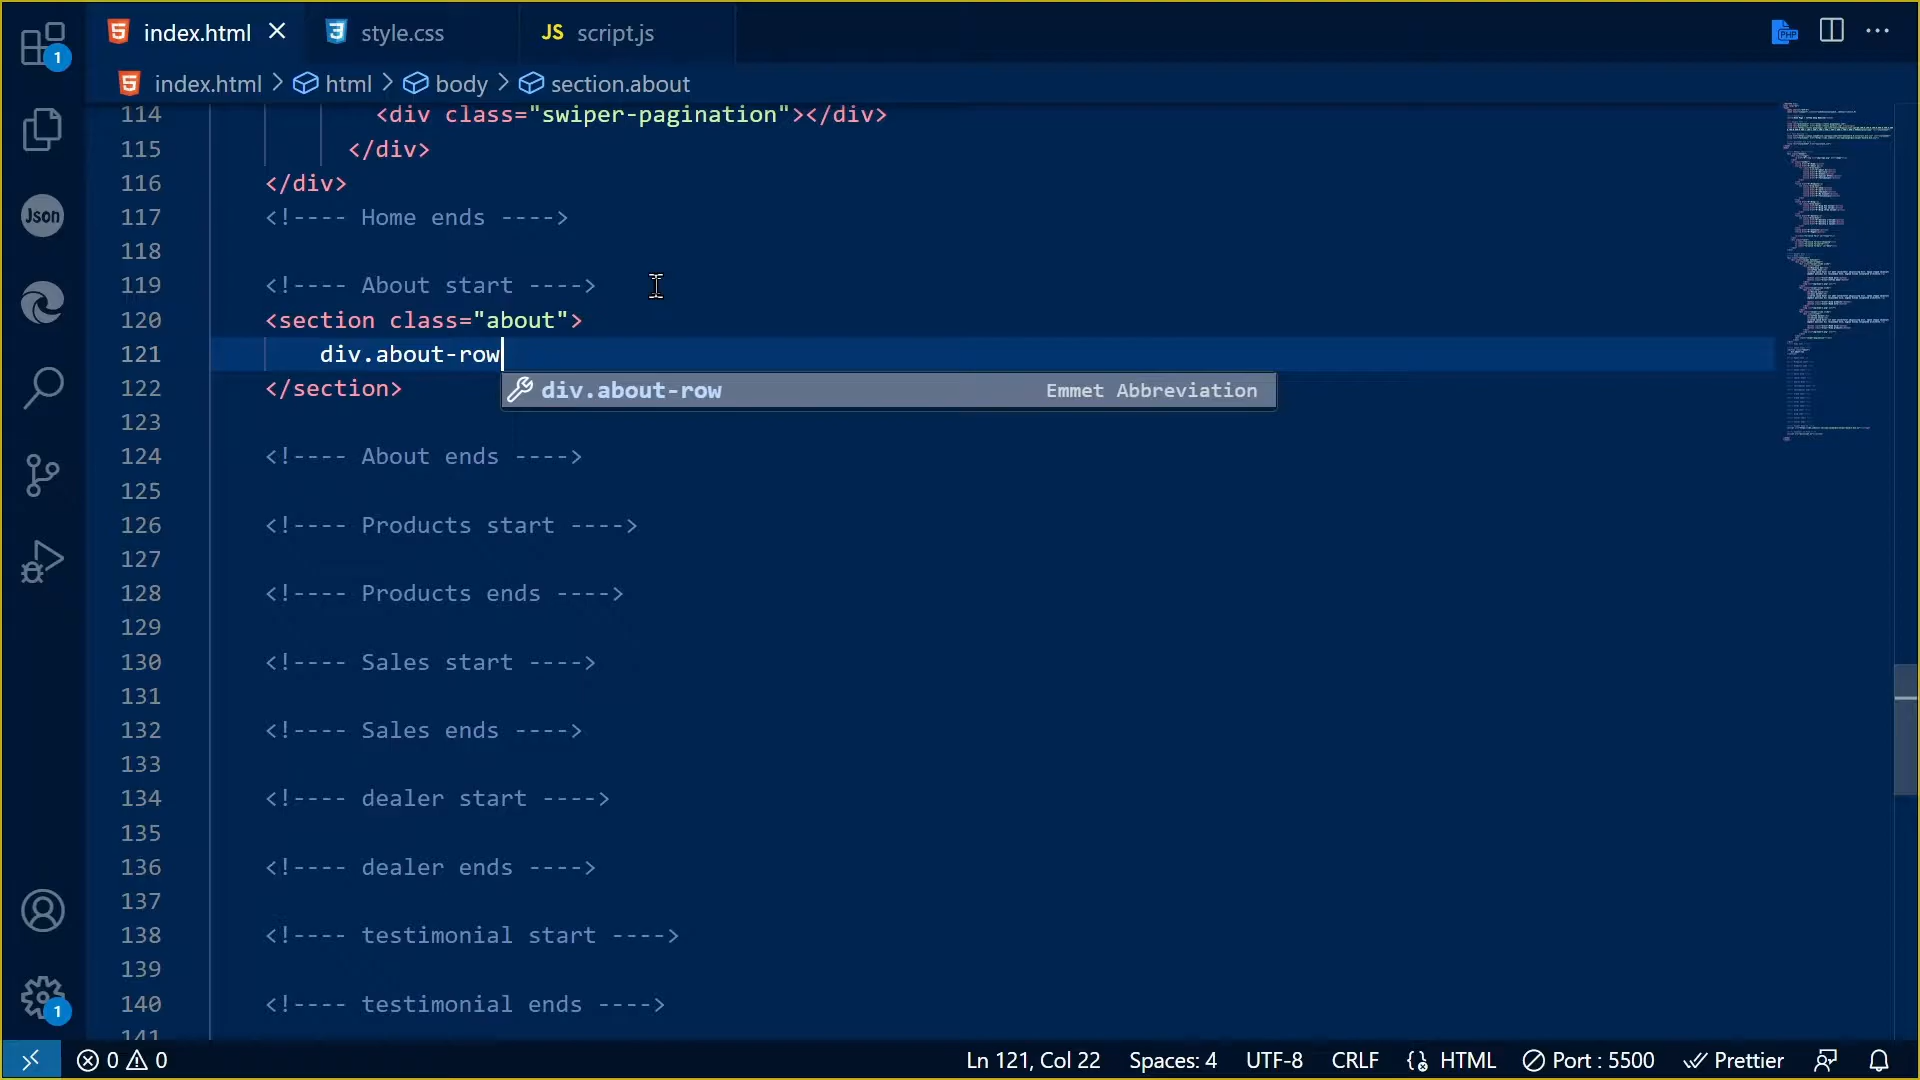 1
index.html
style.css
JS script.js
PHP
index.html > html > body > section.about
114 <div class="swiper-pagination"></div>
115 </div>
116 </div>
117 <!---- Home ends ---->
118
119 <!---- About start ---->
120 <section class="about">
121 div.about-row
div.about-row Emmet Abbreviation
122 </section>
123
124 <!---- About ends ---->
125
126 <!---- Products start ---->
127
128 <!---- Products ends ---->
129
130 <!---- Sales start ---->
131
132 <!---- Sales ends ---->
133
134 <!---- dealer start ---->
135
136 <!---- dealer ends ---->
137
138 <!---- testimonial start ---->
139
140 <!---- testimonial ends ---->
141
Json
1
0 0
Ln 121, Col 22 Spaces: 4 UTF-8 CRLF HTML Port : 5500 Prettier